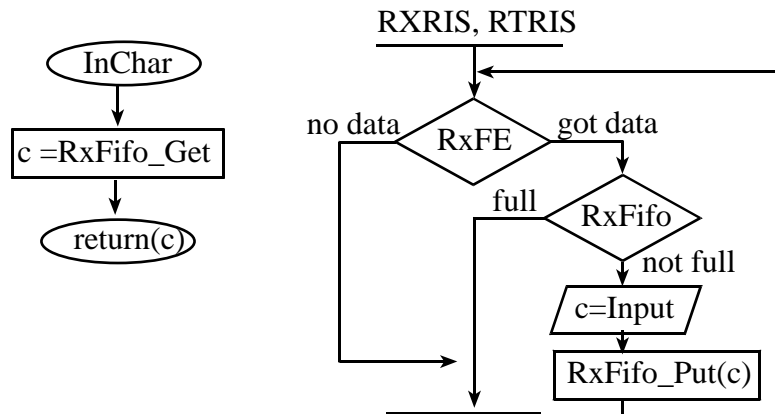 InChar
c =RxFifo_Get
return(c)
RXRIS, RTRIS
no data
RxFE
got data
full
RxFifo
not full
c=Input
RxFifo_Put(c)